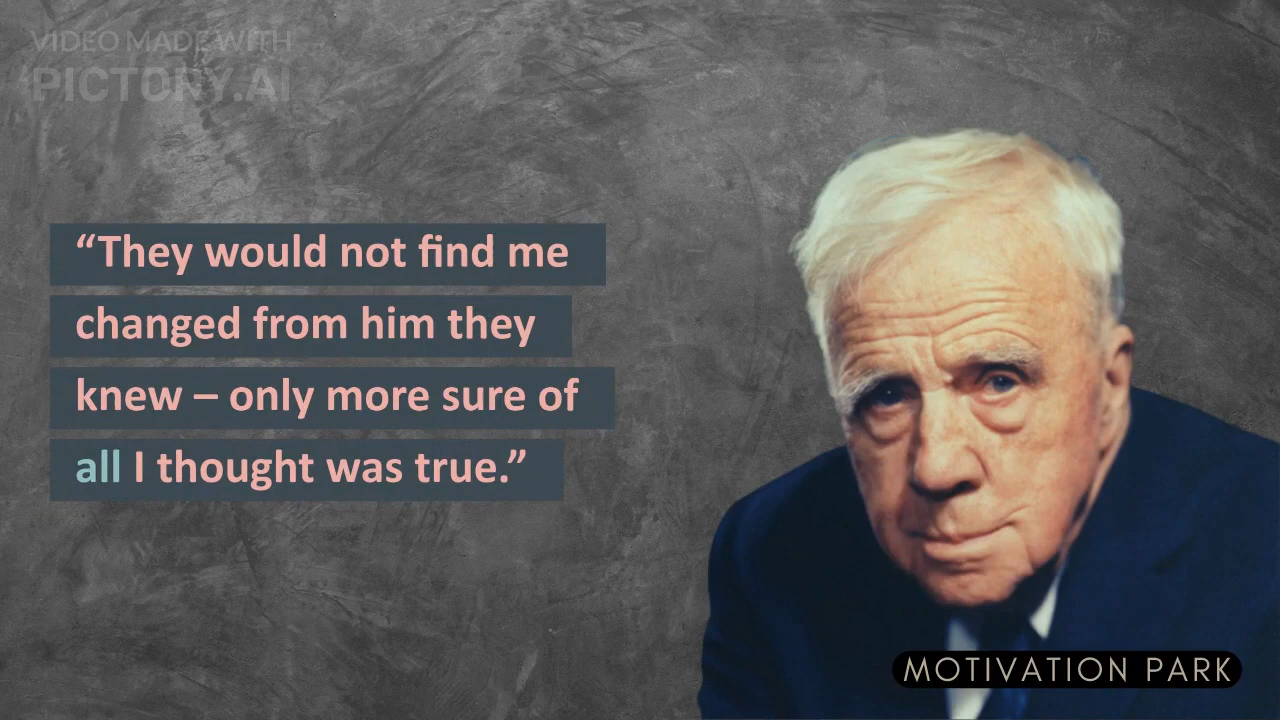 VIDEO MADE WITH
PICTORY.AI
“They would not find me
changed from him they
knew – only more sure of
all I thought was true.”
MOTIVATION PARK